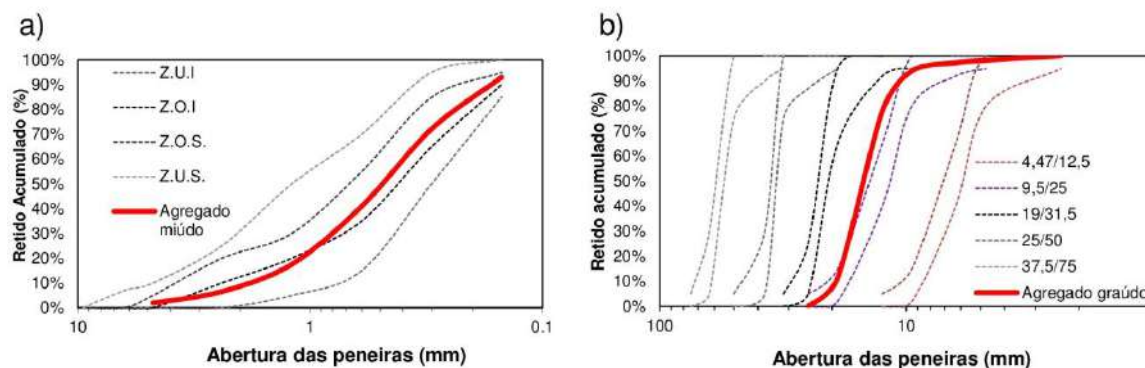 a)
Retido Acumulado (%)
100%
90%
80%
70%
60%
50%
40%
30%
20%
10%
0%
Z.U.I
Z.O.I
Z.O.S.
Z.U.S.
Agregado
miúdo
10
1
0.1
Abertura das peneiras (mm)
b)
Retido acumulado (%)
100%
90%
80%
70%
60%
50%
40%
30%
20%
10%
0%
4,47/12,5
9,5/25
19/31,5
25/50
37,5/75
Agregado graúdo
100
10
Abertura das peneiras (mm)